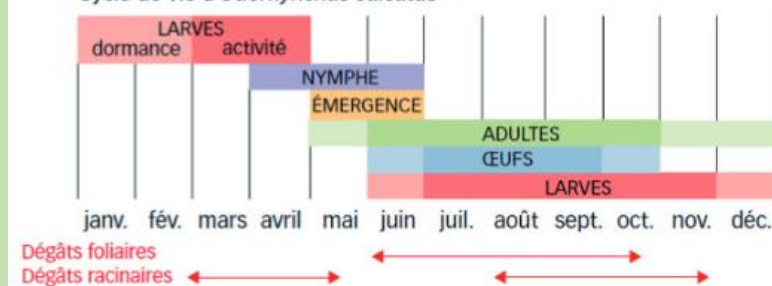 LARVES
dormance activité
NYMPHE
ÉMERGENCE
ADULTES
ŒUFS
LARVES
janv. fév. mars avril mai juin juil. août sept. oct. nov. déc.
Dégâts foliaires
Dégâts racinaires